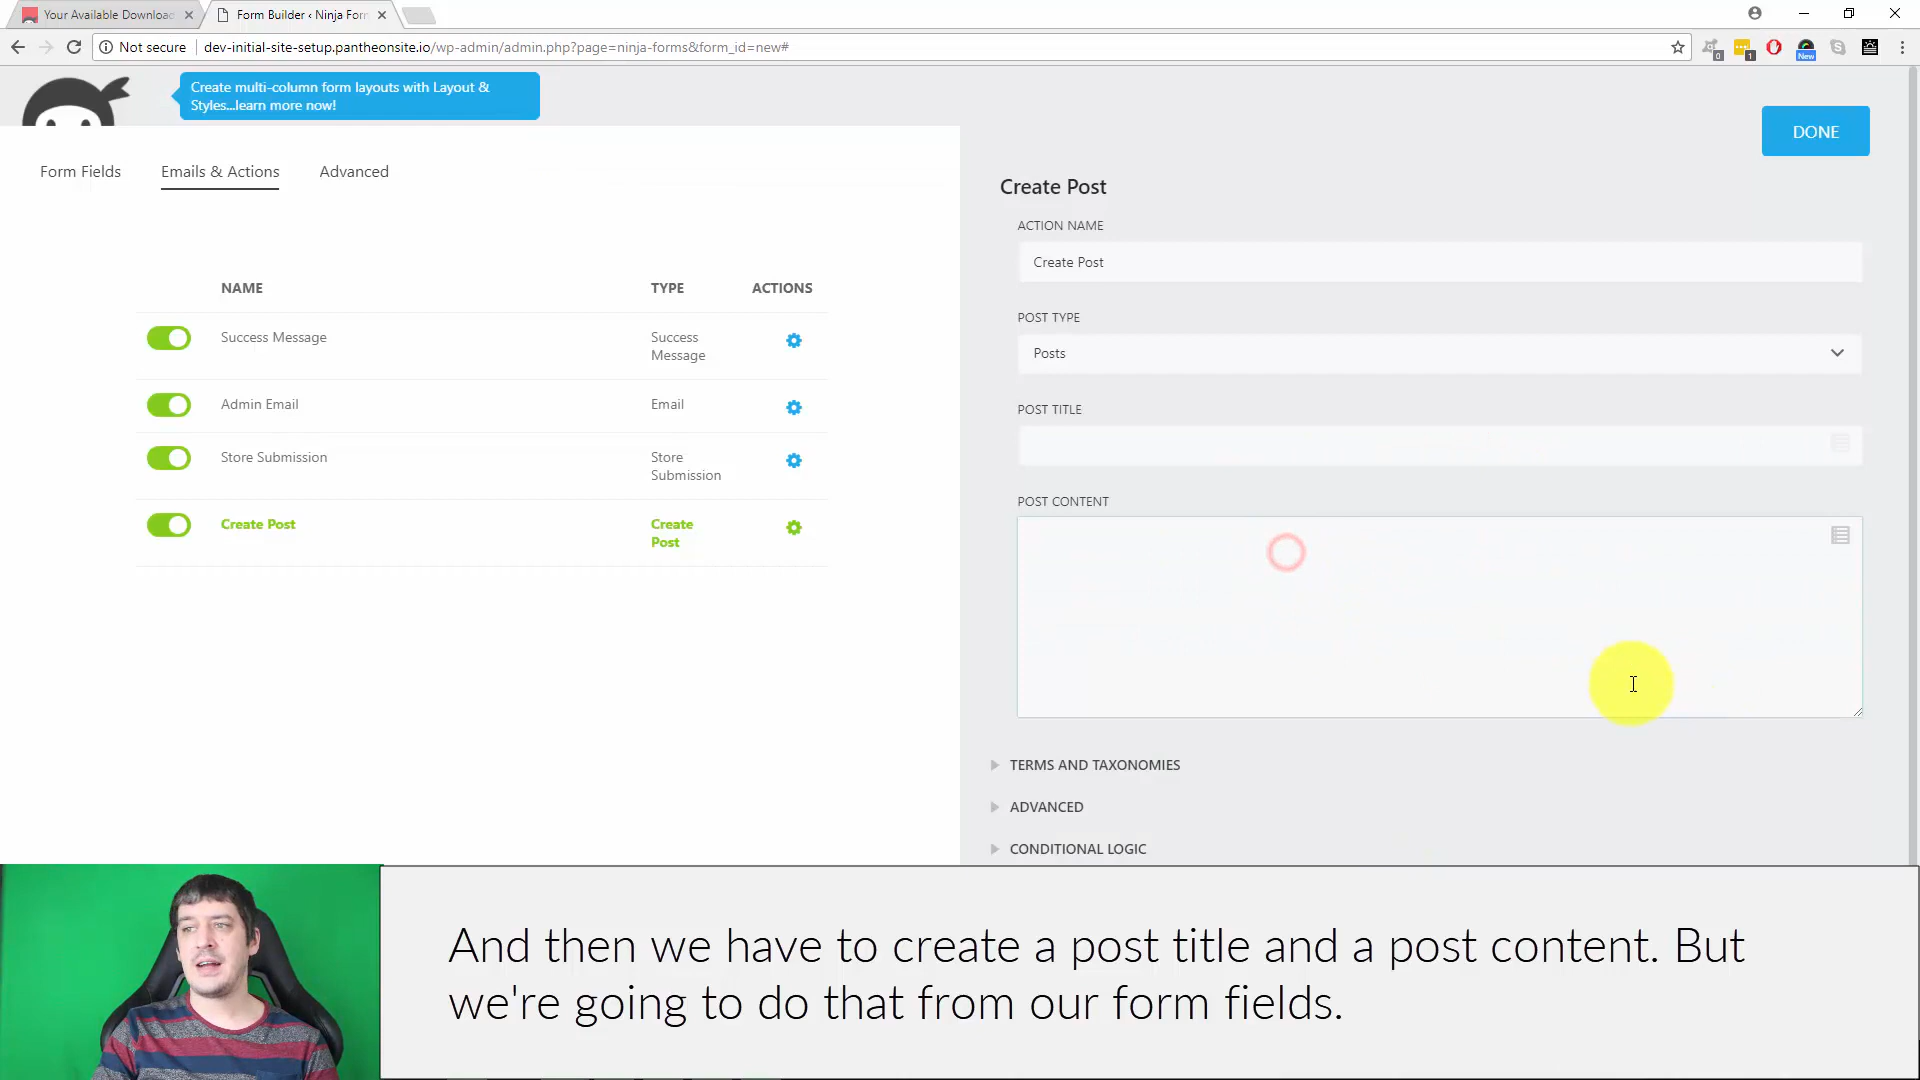 Your Available Download
Form Builder ‹ Ninja For
Not secure
dev-initial-site-setup.pantheonsite.io/wp-admin/admin.php?page=ninja-forms&form_id=new#
0
1
New
Create multi-column form layouts with Layout &
Styles...learn more now!
DONE
Form Fields
Emails & Actions
Advanced
NAME
TYPE
ACTIONS
Success Message
Success
Message
Admin Email
Email
Store Submission
Store
Submission
Create Post
Create
Post
Create Post
ACTION NAME
Create Post
POST TYPE
Posts
POST TITLE
POST CONTENT
TERMS AND TAXONOMIES
ADVANCED
CONDITIONAL LOGIC
And then we have to create a post title and a post content. But
we're going to do that from our form fields.